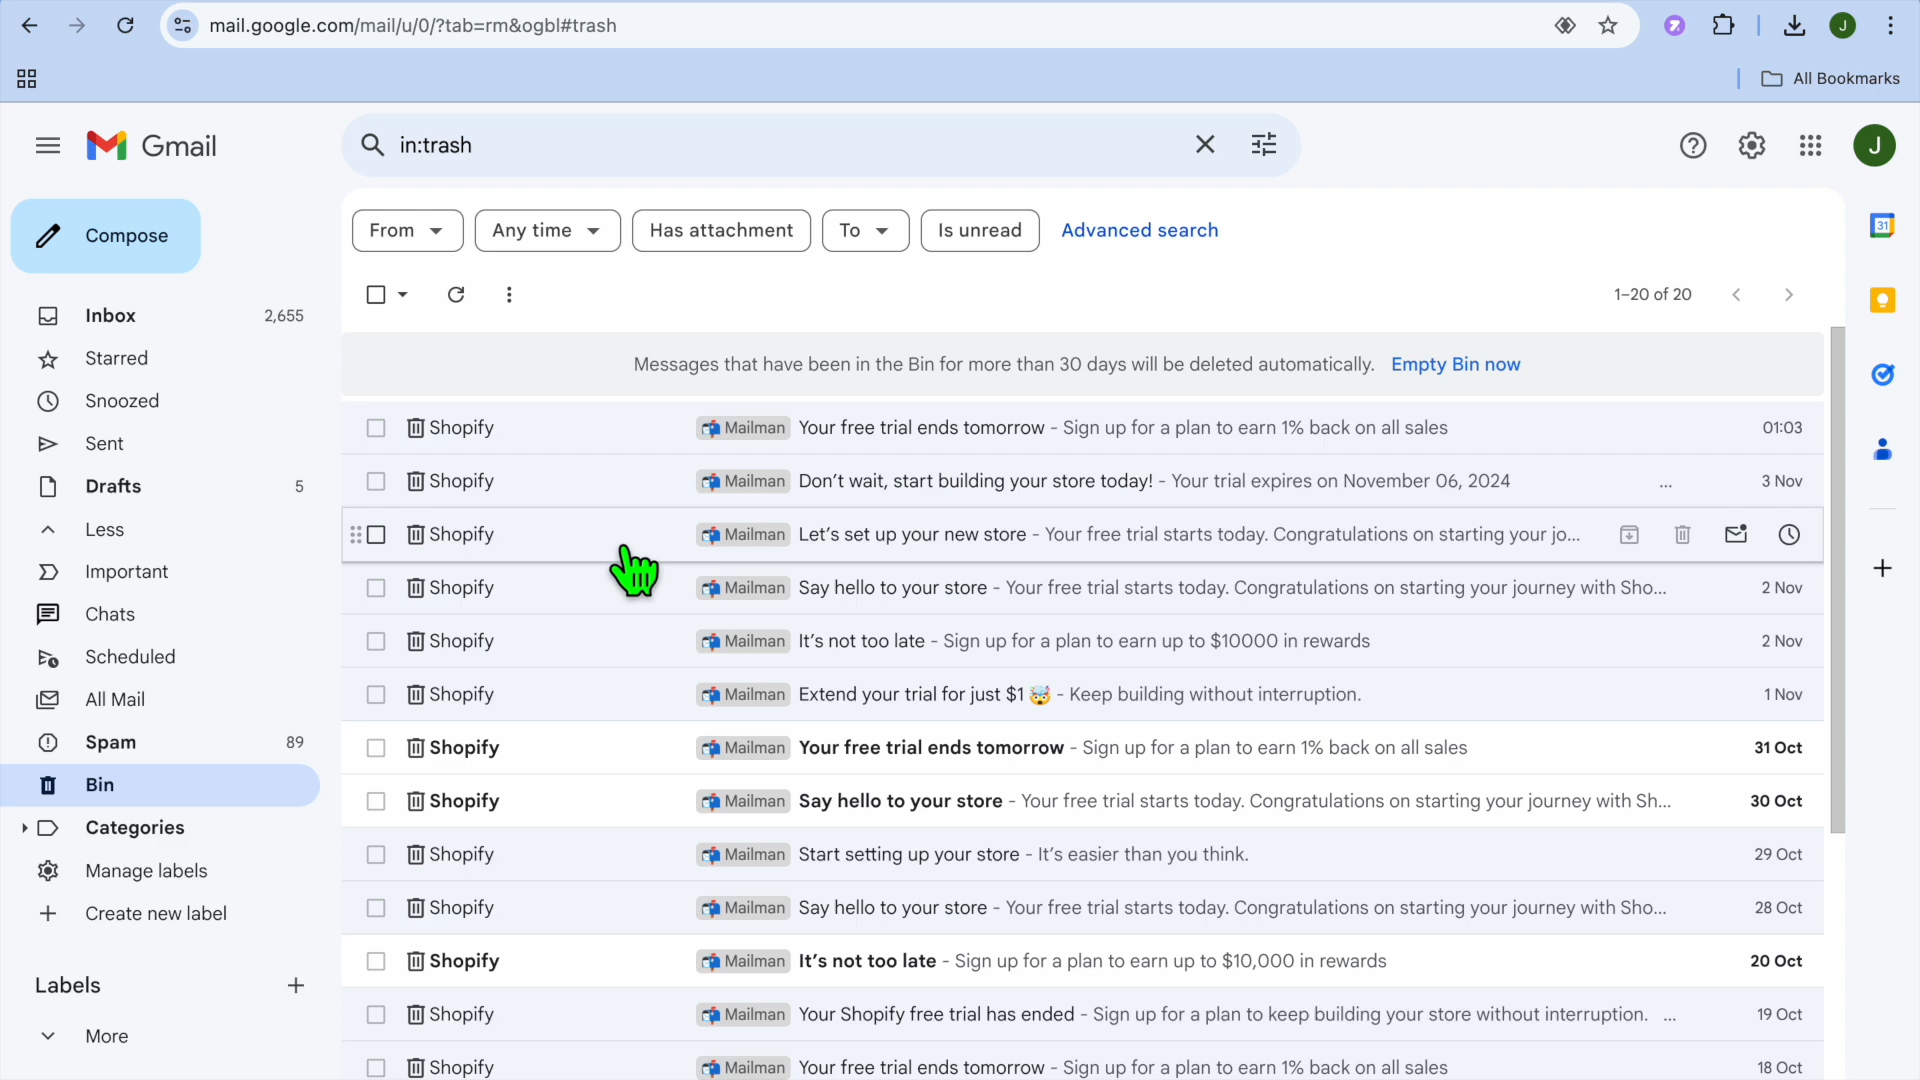 mail.google.com/mail/u/0/?tab=rm&ogbl#trash
J
All Bookmarks
Gmail
in:trash
J
Compose
From
Any time
Has attachment
To
Is unread
Advanced search
31
1–20 of 20
Inbox 2,655
Starred
Snoozed
Sent
Drafts 5
Less
Important
Chats
Scheduled
All Mail
Spam 89
Bin
Categories
Manage labels
Create new label
Labels
More
Messages that have been in the Bin for more than 30 days will be deleted automatically. Empty Bin now
Shopify Mailman Your free trial ends tomorrow - Sign up for a plan to earn 1% back on all sales 01:03
Shopify Mailman Don’t wait, start building your store today! - Your trial expires on November 06, 2024 ... 3 Nov
Shopify Mailman Let’s set up your new store - Your free trial starts today. Congratulations on starting your jo...
Shopify Mailman Say hello to your store - Your free trial starts today. Congratulations on starting your journey with Sho... 2 Nov
Shopify Mailman It’s not too late - Sign up for a plan to earn up to $10000 in rewards 2 Nov
Shopify Mailman Extend your trial for just $1 🤯 - Keep building without interruption. 1 Nov
Shopify Mailman Your free trial ends tomorrow - Sign up for a plan to earn 1% back on all sales 31 Oct
Shopify Mailman Say hello to your store - Your free trial starts today. Congratulations on starting your journey with Sh... 30 Oct
Shopify Mailman Start setting up your store - It’s easier than you think. 29 Oct
Shopify Mailman Say hello to your store - Your free trial starts today. Congratulations on starting your journey with Sho... 28 Oct
Shopify Mailman It’s not too late - Sign up for a plan to earn up to $10,000 in rewards 20 Oct
Shopify Mailman Your Shopify free trial has ended - Sign up for a plan to keep building your store without interruption. ... 19 Oct
Shopify Mailman Your free trial ends tomorrow - Sign up for a plan to earn 1% back on all sales 18 Oct